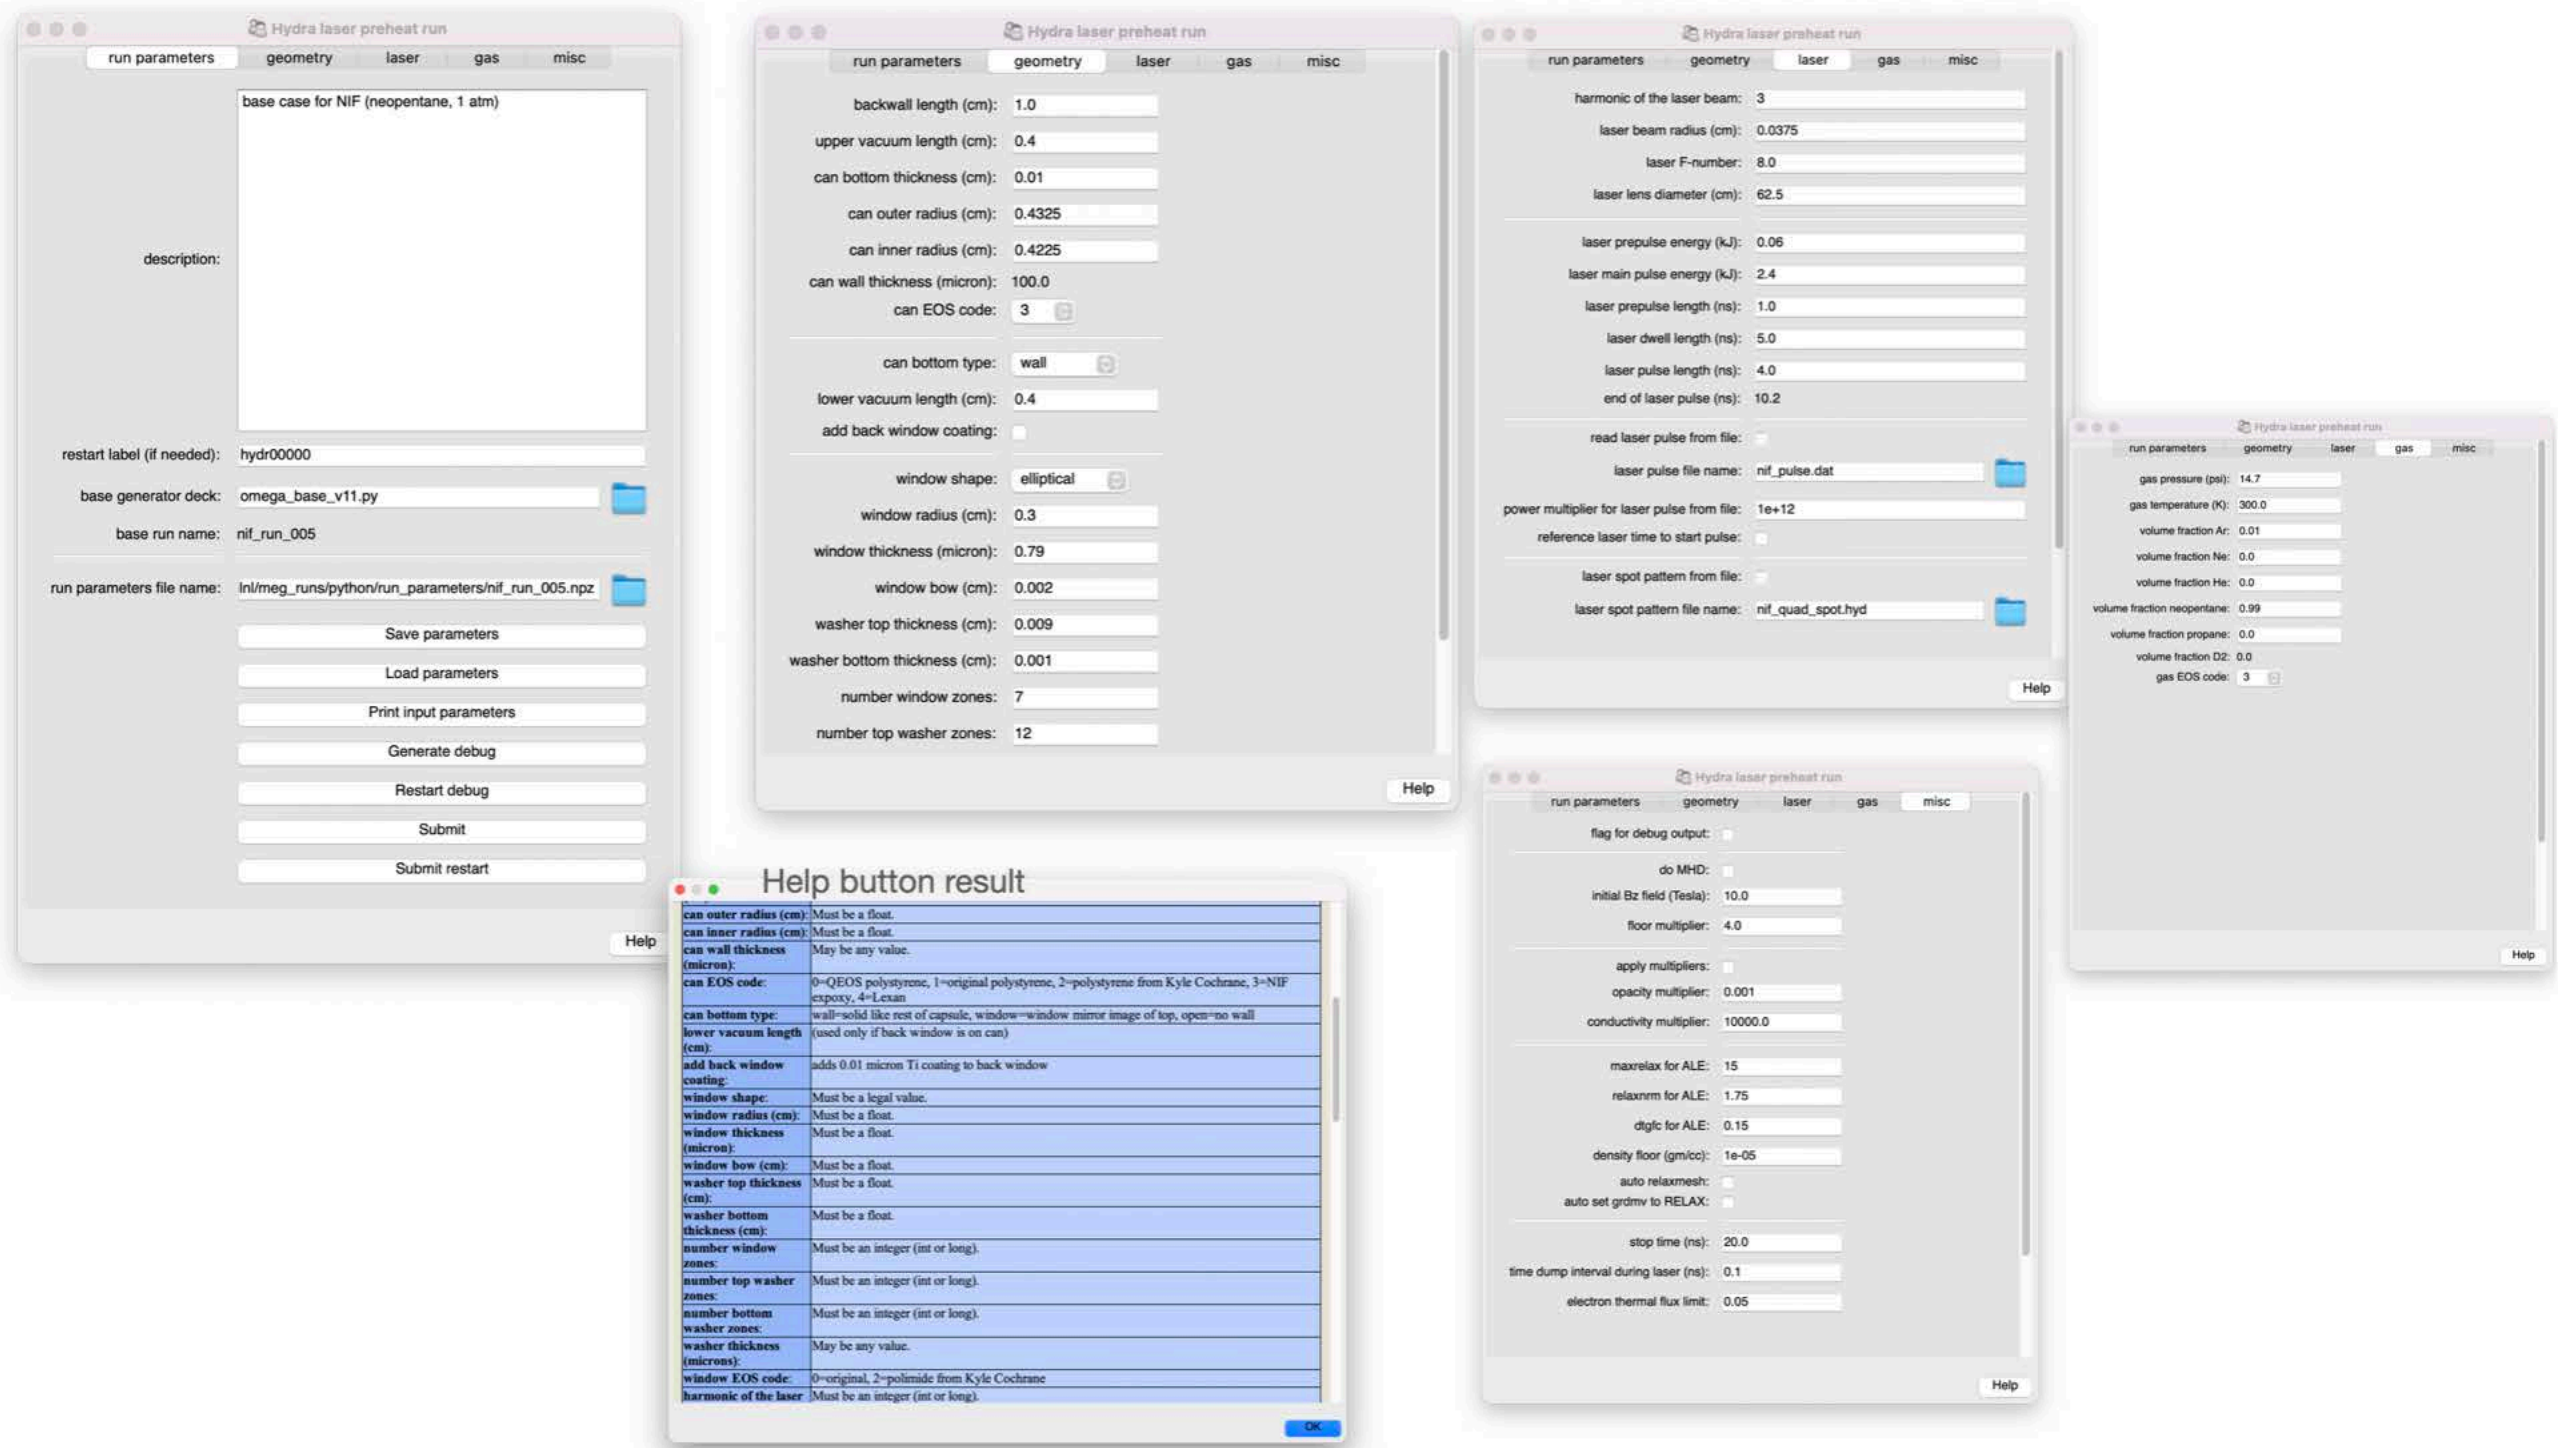 Hydra laser preheat run
run parameters geometry laser gas misc
description: base case for NIF (neopentane, 1 atm)
restart label (if needed): hydr00000
base generator deck: omega_base_v11.py
base run name: nif_run_005
run parameters file name: lnl/meg_runs/python/run_parameters/nif_run_005.npz
Save parameters
Load parameters
Print input parameters
Generate debug
Restart debug
Submit
Submit restart
Help
Hydra laser preheat run
run parameters geometry laser gas misc
backwall length (cm): 1.0
upper vacuum length (cm): 0.4
can bottom thickness (cm): 0.01
can outer radius (cm): 0.4325
can inner radius (cm): 0.4225
can wall thickness (micron): 100.0
can EOS code: 3
can bottom type: wall
lower vacuum length (cm): 0.4
add back window coating:
window shape: elliptical
window radius (cm): 0.3
window thickness (micron): 0.79
window bow (cm): 0.002
washer top thickness (cm): 0.009
washer bottom thickness (cm): 0.001
number window zones: 7
number top washer zones: 12
Help
Hydra laser preheat run
run parameters geometry laser gas misc
harmonic of the laser beam: 3
laser beam radius (cm): 0.0375
laser F-number: 8.0
laser lens diameter (cm): 62.5
laser prepulse energy (kJ): 0.06
laser main pulse energy (kJ): 2.4
laser prepulse length (ns): 1.0
laser dwell length (ns): 5.0
laser pulse length (ns): 4.0
end of laser pulse (ns): 10.2
read laser pulse from file:
laser pulse file name: nif_pulse.dat
power multiplier for laser pulse from file: 1e+12
reference laser time to start pulse:
laser spot pattern from file:
laser spot pattern file name: nif_quad_spot.hyd
Help
Hydra laser preheat run
run parameters geometry laser gas misc
gas pressure (psi): 14.7
gas temperature (K): 300.0
volume fraction Ar: 0.01
volume fraction Ne: 0.0
volume fraction He: 0.0
volume fraction neopentane: 0.99
volume fraction propane: 0.0
volume fraction D2: 0.0
gas EOS code: 3
Help
Help button result
can outer radius (cm): Must be a float.
can inner radius (cm): Must be a float.
can wall thickness May be any value.
(micron):
can EOS code: 0=QEOS polystyrene, 1=original polystyrene, 2=polystyrene from Kyle Cochrane, 3=NIF
expoxy, 4=Lexan
can bottom type: wall=solid like rest of capsule, window=window mirror image of top, open=no wall
lower vacuum length (used only if back window is on can)
(cm):
add back window adds 0.01 micron Ti coating to back window
coating:
window shape: Must be a legal value.
window radius (cm): Must be a float.
window thickness Must be a float.
(micron):
window bow (cm): Must be a float.
washer top thickness Must be a float.
(cm):
washer bottom Must be a float.
thickness (cm):
number window Must be an integer (int or long).
zones:
number top washer Must be an integer (int or long).
zones:
number bottom Must be an integer (int or long).
washer zones:
washer thickness May be any value.
(microns):
window EOS code: 0=original, 2=polimide from Kyle Cochrane
harmonic of the laser Must be an integer (int or long).
OK
Hydra laser preheat run
run parameters geometry laser gas misc
flag for debug output:
do MHD:
initial Bz field (Tesla): 10.0
floor multiplier: 4.0
apply multipliers:
opacity multiplier: 0.001
conductivity multiplier: 10000.0
maxrelax for ALE: 15
relaxnrm for ALE: 1.75
dtgfc for ALE: 0.15
density floor (gm/cc): 1e-05
auto relaxmesh:
auto set grdmv to RELAX:
stop time (ns): 20.0
time dump interval during laser (ns): 0.1
electron thermal flux limit: 0.05
Help